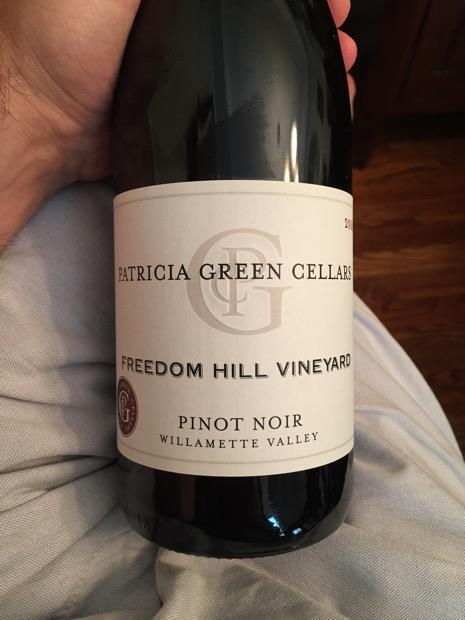 PATRICIA GREEN CELLARS
FREEDOM HILL VINEYARD
PINOT NOIR
WILLAMETTE VALLEY